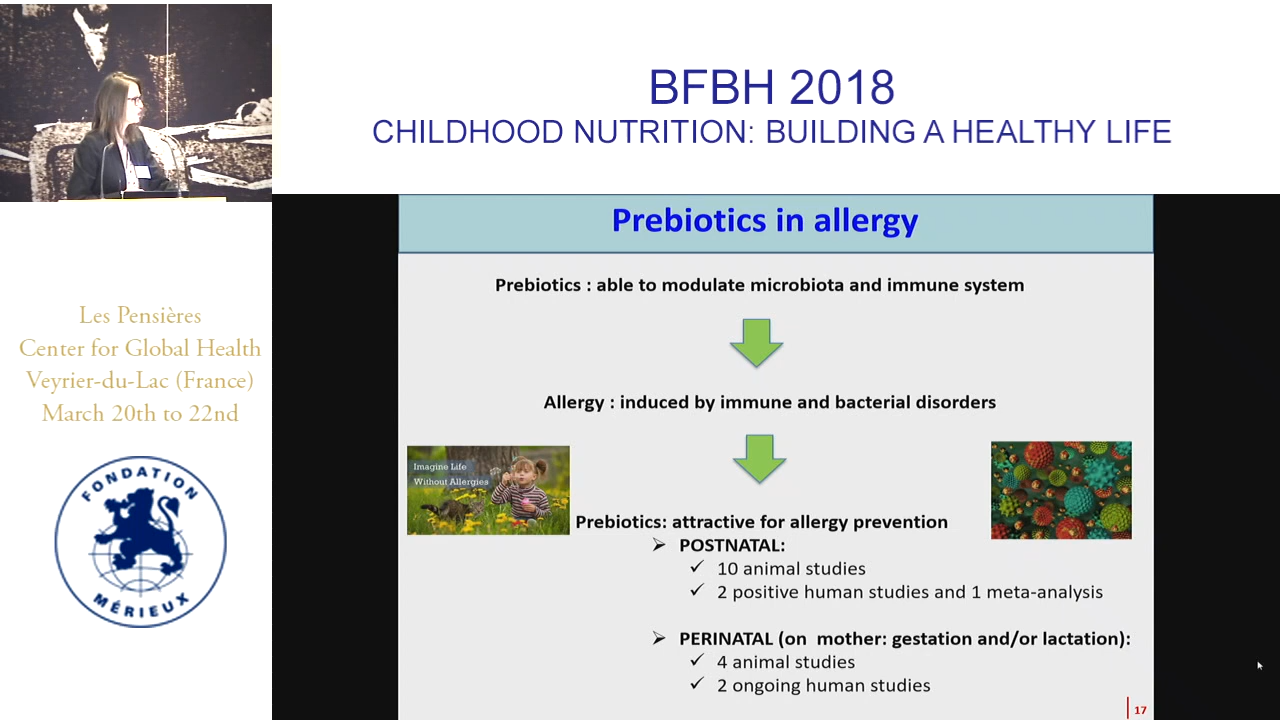 BFBH 2018
CHILDHOOD NUTRITION: BUILDING A HEALTHY LIFE
Les Pensières
Center for Global Health
Veyrier-du-Lac (France)
March 20th to 22nd
FONDATION
MÉRIEUX
Prebiotics in allergy
Prebiotics : able to modulate microbiota and immune system
Allergy : induced by immune and bacterial disorders
Imagine Life
Without Allergies
Prebiotics: attractive for allergy prevention
➢ POSTNATAL:
✓ 10 animal studies
✓ 2 positive human studies and 1 meta-analysis
➢ PERINATAL (on mother: gestation and/or lactation):
✓ 4 animal studies
✓ 2 ongoing human studies
17